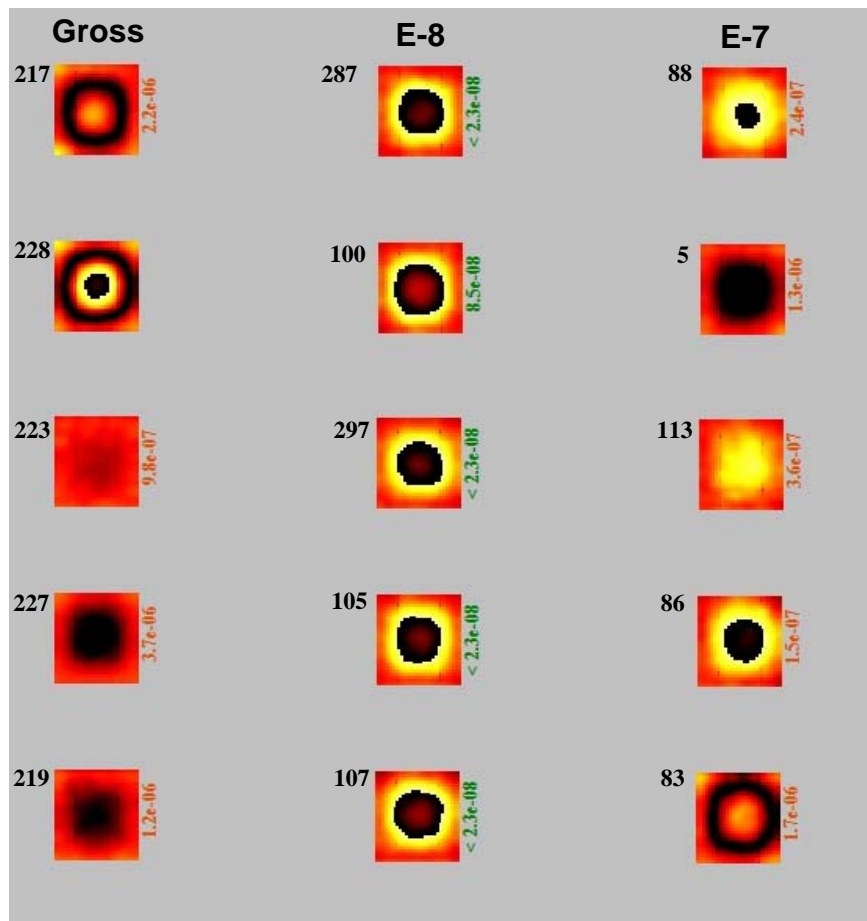 Gross E-8 E-7
217 2.2e-06 287 < 2.3e-08 88 2.4e-07
228 100 8.5e-08 5 1.3e-06
223 9.8e-07 297 < 2.3e-08 113 3.6e-07
227 3.7e-06 105 < 2.3e-08 86 1.5e-07
219 1.2e-06 107 < 2.3e-08 83 1.7e-06